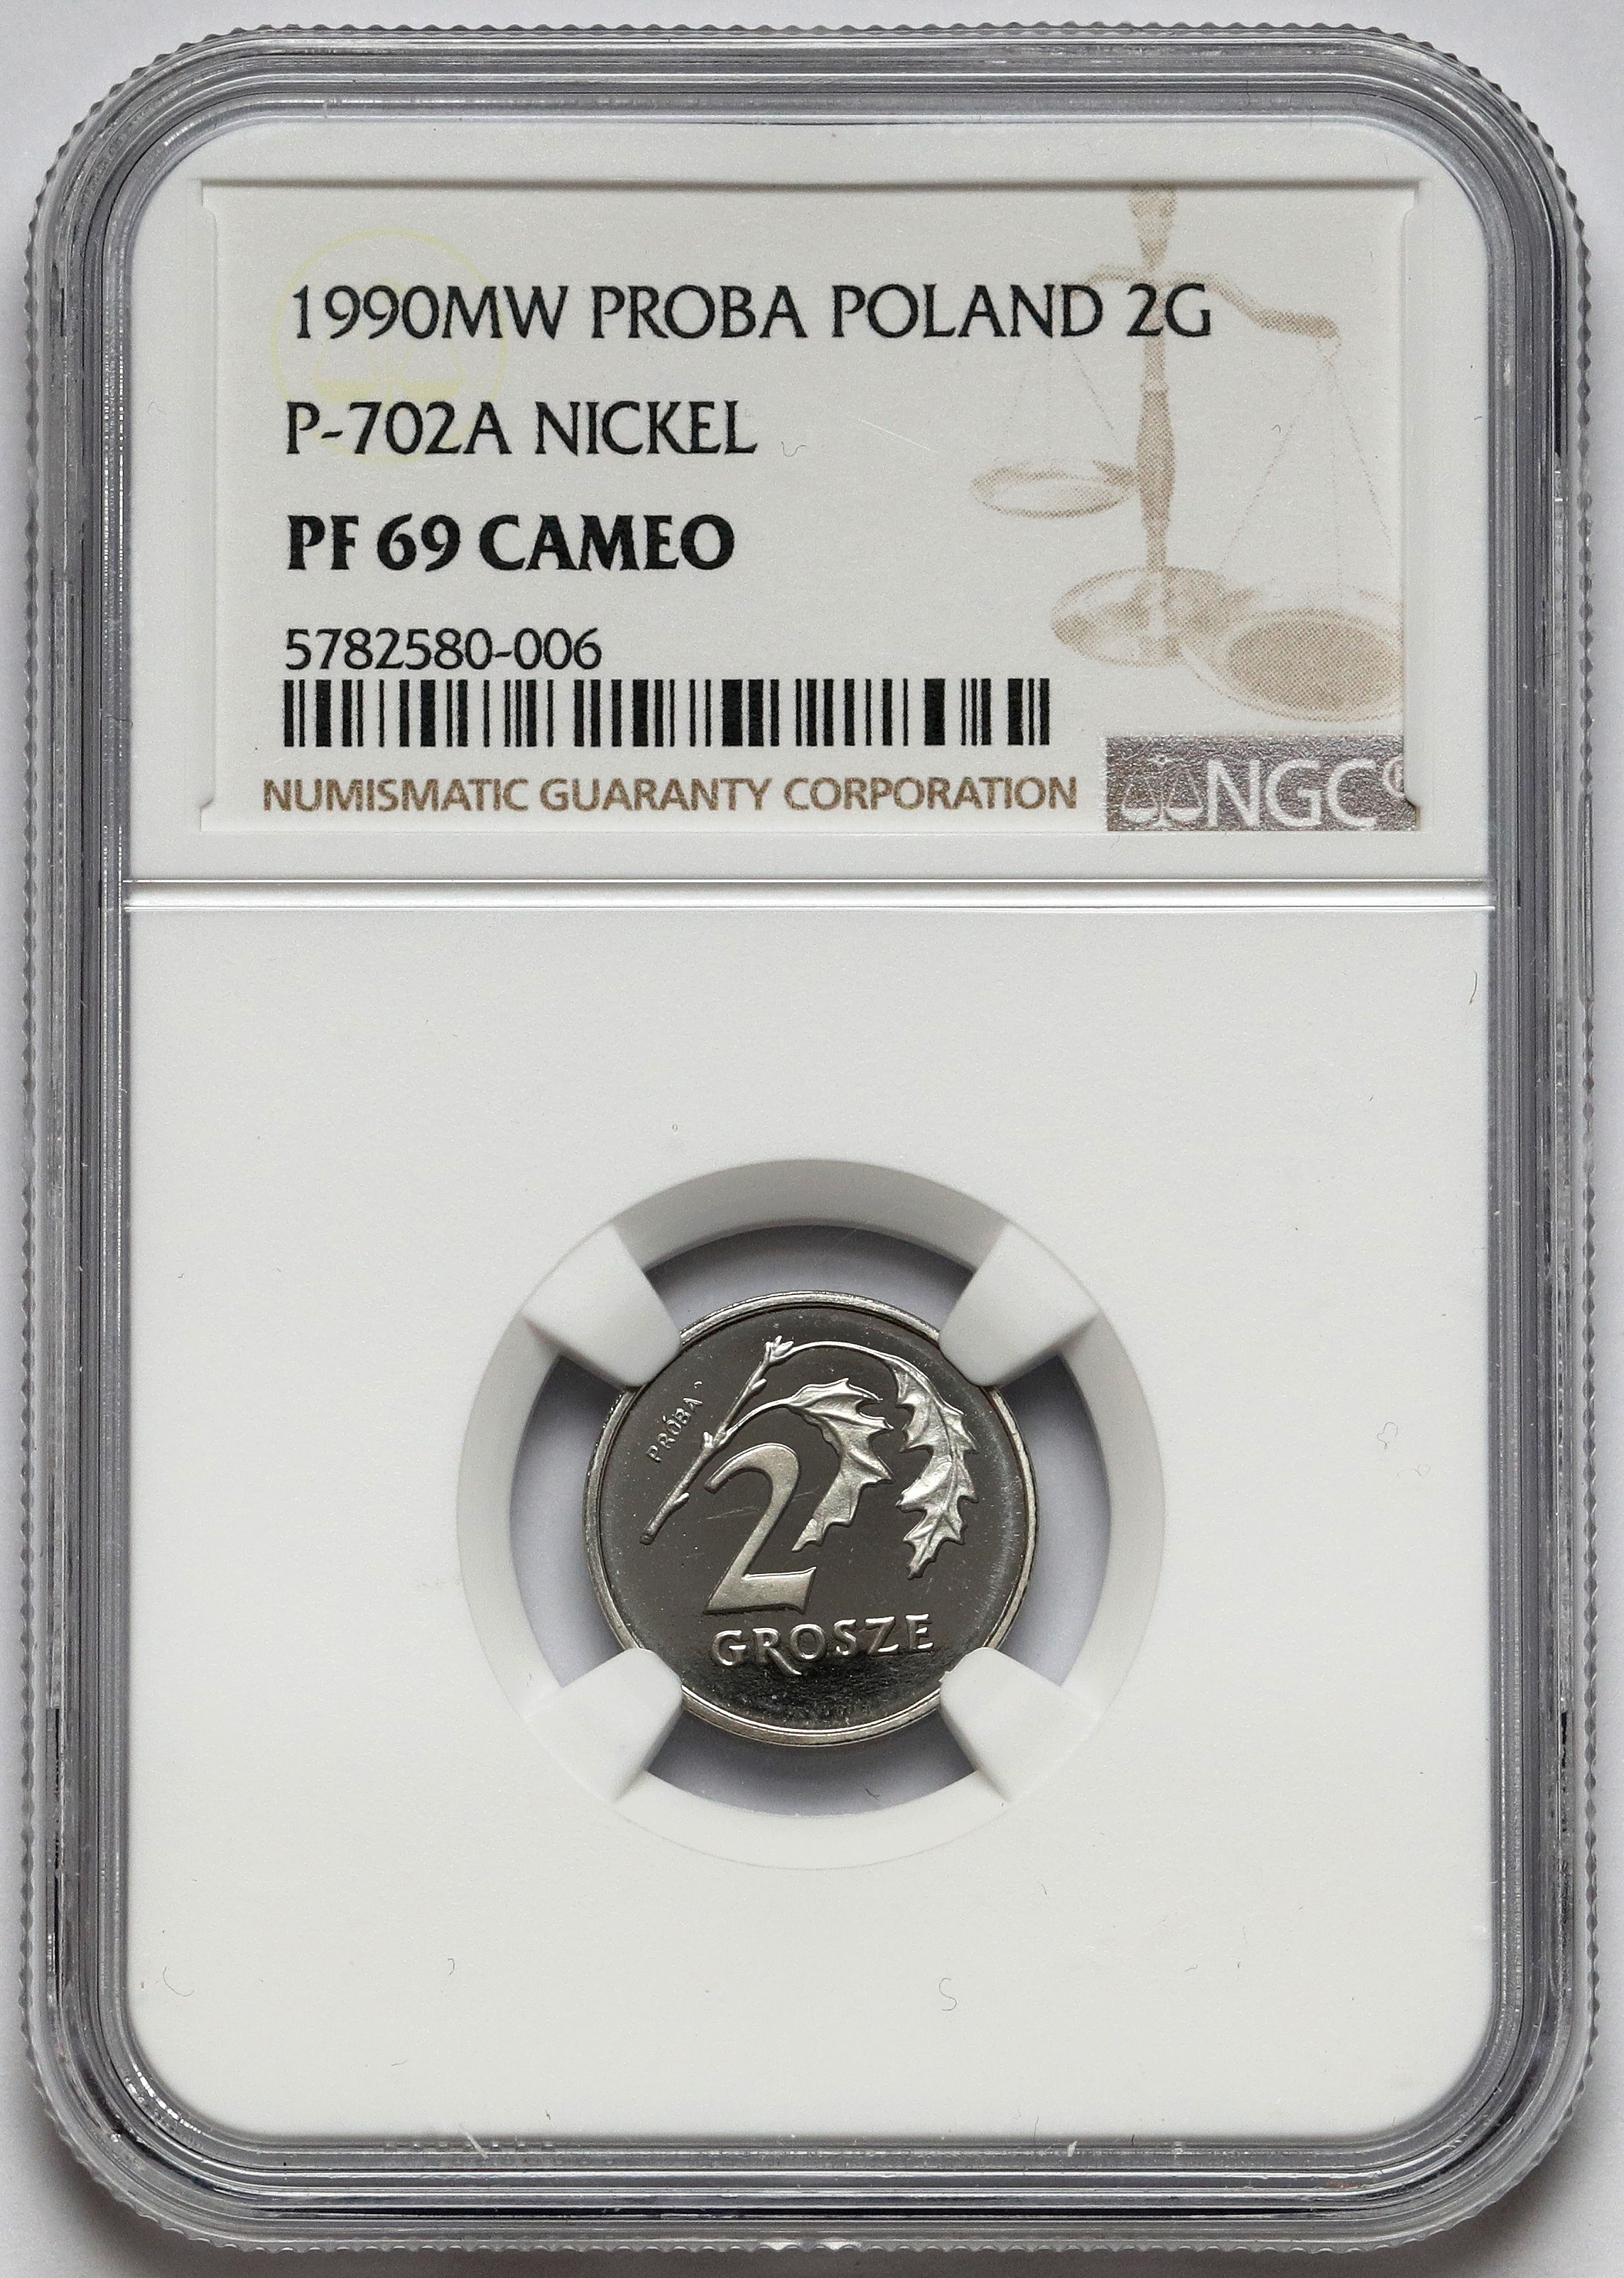 1990MW PROBA POLAND 2G
P-702A NICKEL
PF 69 CAMEO
5782580-006
NUMISMATIC GUARANTY CORPORATION
NGC®
PRÓBA
2
GROSZE